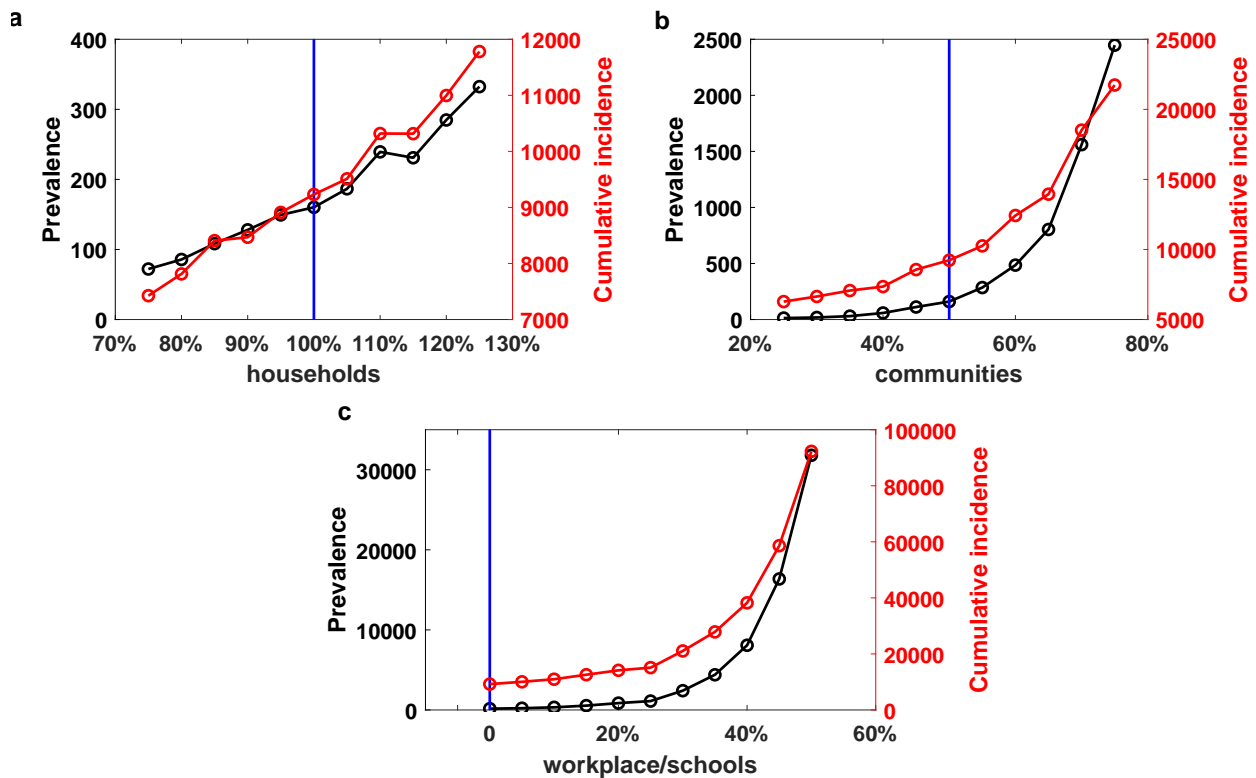 a
400
300
200
100
0
Prevalence
12000
11000
10000
9000
8000
7000
Cumulative incidence
70% 80% 90% 100% 110% 120% 130%
households
b
2500
2000
1500
1000
500
0
Prevalence
25000
20000
15000
10000
5000
Cumulative incidence
20% 40% 60% 80%
communities
c
30000
20000
10000
0
Prevalence
100000
80000
60000
40000
20000
0
Cumulative incidence
0 20% 40% 60%
workplace/schools